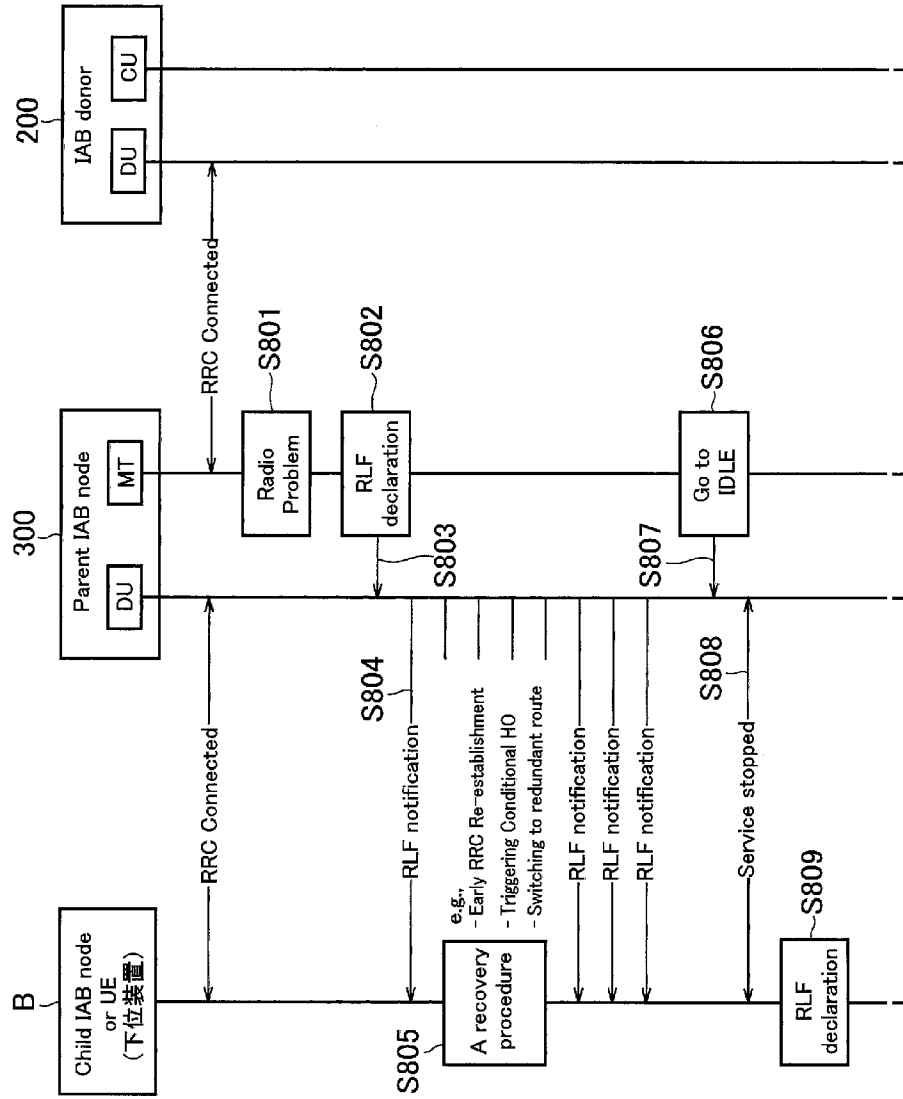 B
Child IAB node
or UE
(下位装置)
300
Parent IAB node
DU
MT
200
IAB donor
DU
CU
RRC Connected
RRC Connected
Radio
Problem
S801
RLF
declaration
S802
S803
RLF notification
S804
S805
A recovery
procedure
e.g.,
- Early RRC Re-establishment
- Triggering Conditional HO
- Switching to redundant route
RLF notification
RLF notification
RLF notification
Go to
IDLE
S806
S807
Service stopped
S808
RLF
declaration
S809